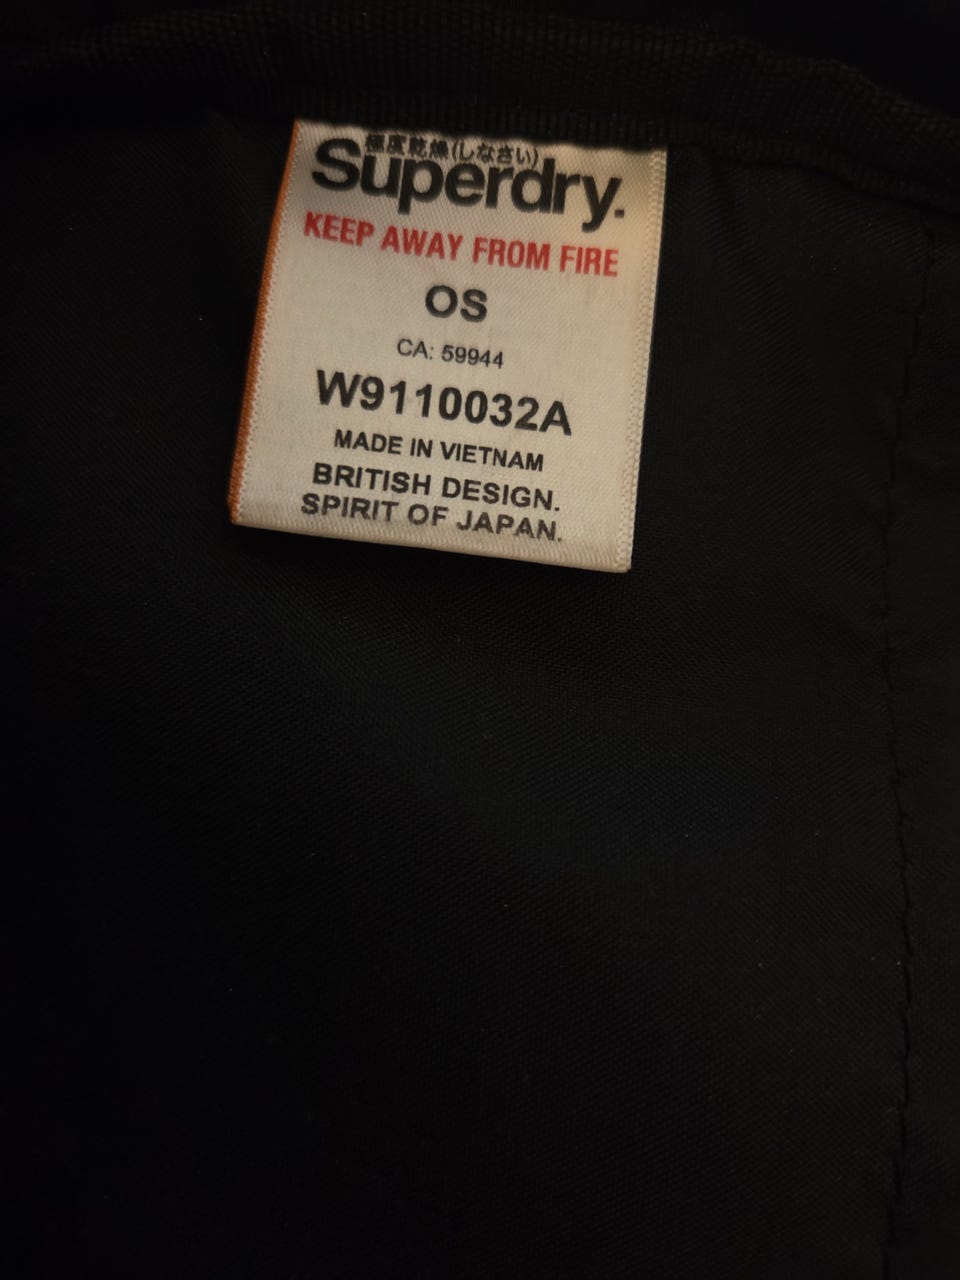 極度乾燥(しなさい)
Superdry.
KEEP AWAY FROM FIRE
OS
CA: 59944
W9110032A
MADE IN VIETNAM
BRITISH DESIGN.
SPIRIT OF JAPAN.